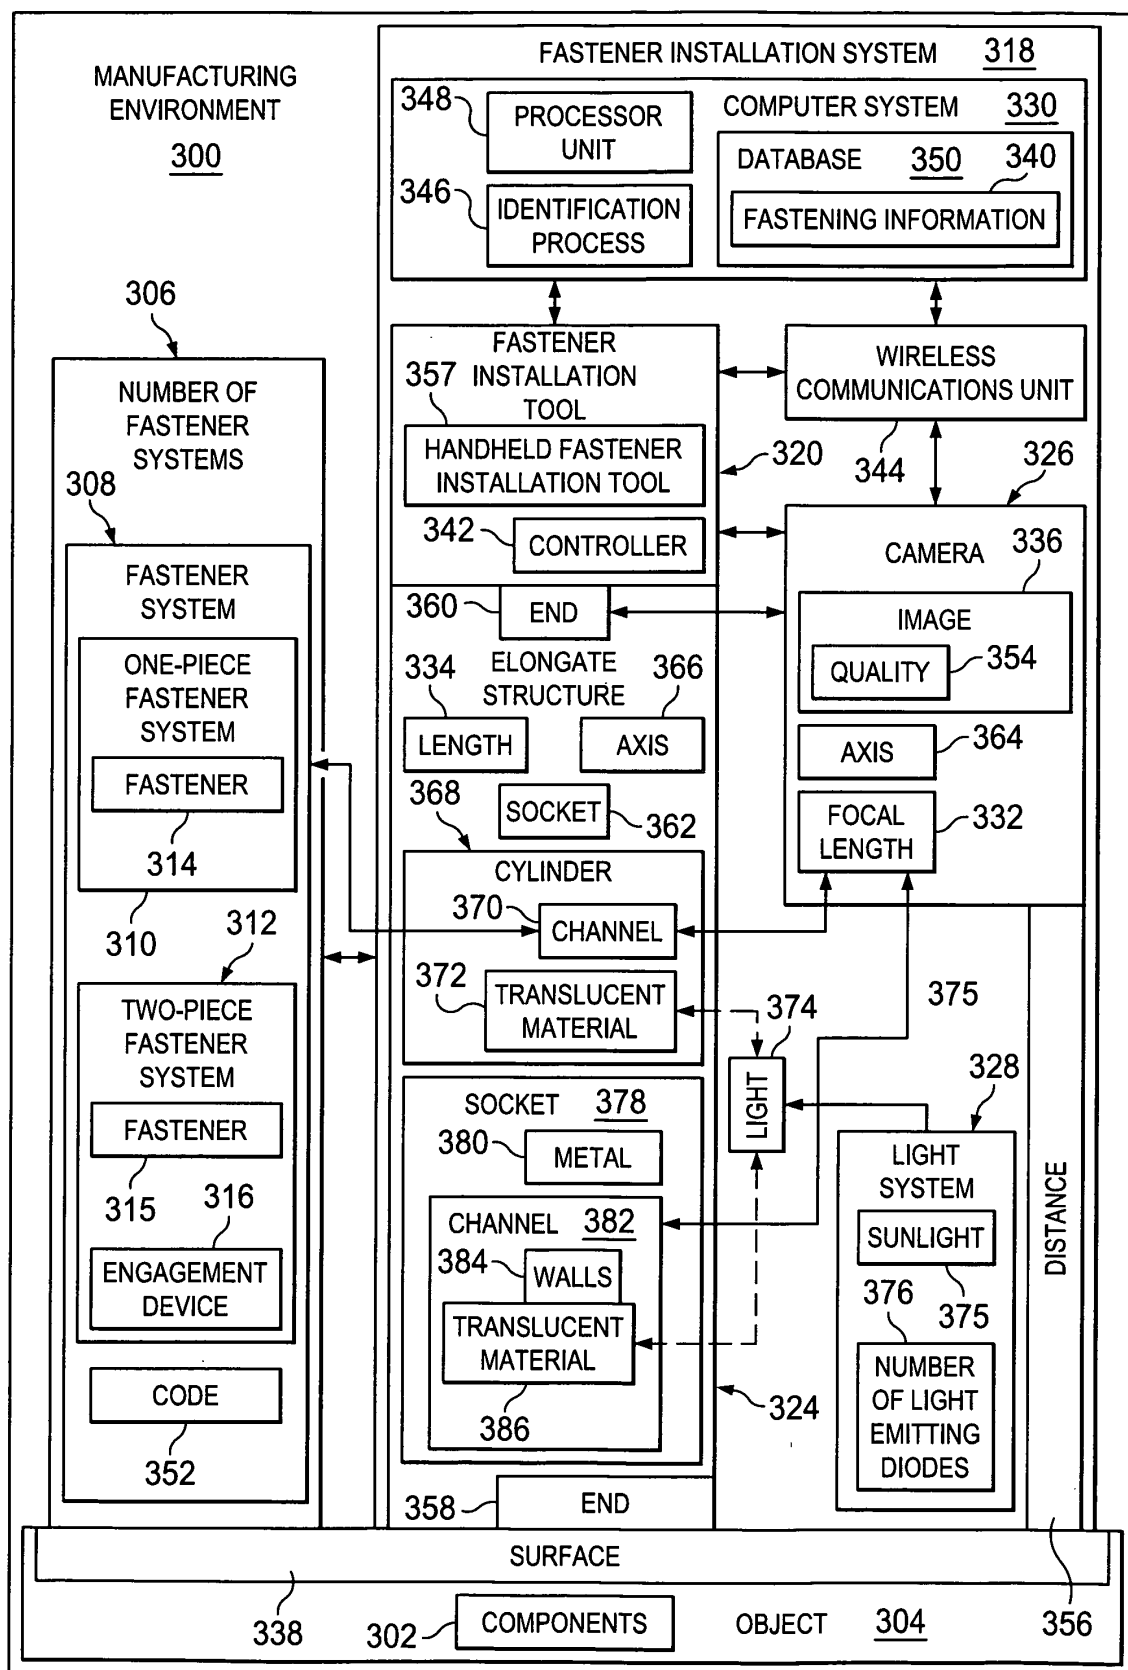 MANUFACTURING
ENVIRONMENT
300
FASTENER INSTALLATION SYSTEM 318
COMPUTER SYSTEM 330
348
PROCESSOR
UNIT
346
IDENTIFICATION
PROCESS
DATABASE 350
340
FASTENING INFORMATION
306
NUMBER OF
FASTENER
SYSTEMS
308
FASTENER
SYSTEM
ONE-PIECE
FASTENER
SYSTEM
FASTENER
314
310
312
TWO-PIECE
FASTENER
SYSTEM
FASTENER
315
316
ENGAGEMENT
DEVICE
CODE
352
FASTENER
INSTALLATION
TOOL
357
HANDHELD FASTENER
INSTALLATION TOOL
320
342
CONTROLLER
WIRELESS
COMMUNICATIONS UNIT
344
326
CAMERA
336
IMAGE
QUALITY
354
AXIS
364
FOCAL
LENGTH
332
360
END
ELONGATE
STRUCTURE
334
LENGTH
366
AXIS
SOCKET
362
368
CYLINDER
370
CHANNEL
372
TRANSLUCENT
MATERIAL
374
LIGHT
375
SOCKET 378
380
METAL
CHANNEL 382
384
WALLS
TRANSLUCENT
MATERIAL
386
324
328
LIGHT
SYSTEM
SUNLIGHT
375
376
NUMBER
OF LIGHT
EMITTING
DIODES
DISTANCE
356
358
END
SURFACE
338
302
COMPONENTS
OBJECT 304